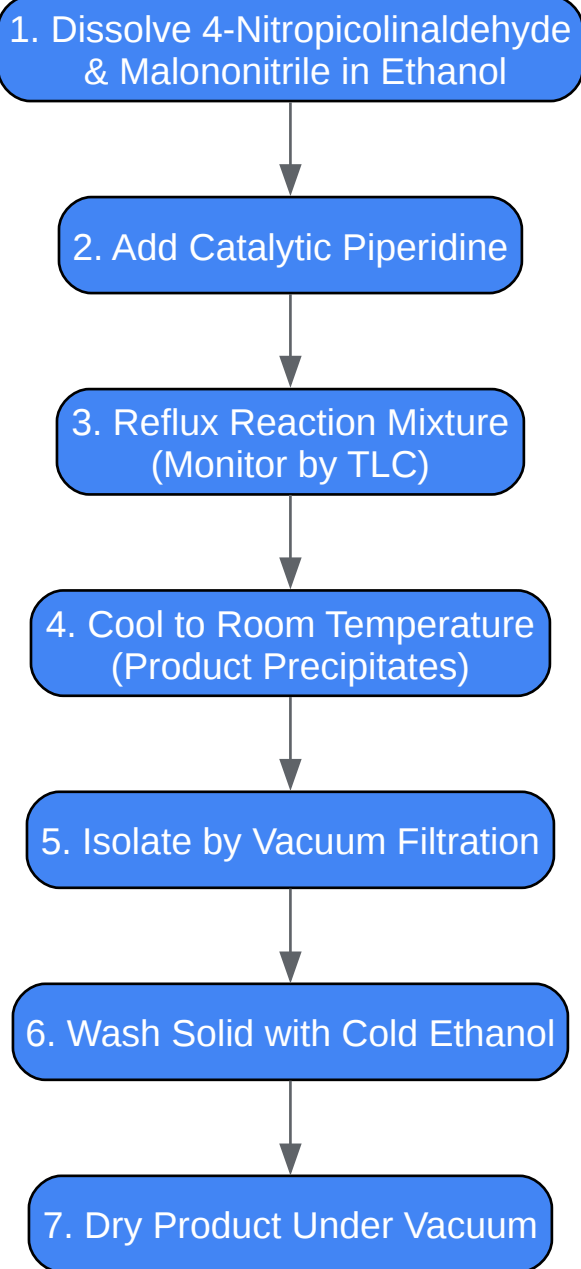 1. Dissolve 4-Nitropicolinaldehyde
& Malononitrile in Ethanol
2. Add Catalytic Piperidine
3. Reflux Reaction Mixture
(Monitor by TLC)
4. Cool to Room Temperature
(Product Precipitates)
5. Isolate by Vacuum Filtration
6. Wash Solid with Cold Ethanol
7. Dry Product Under Vacuum